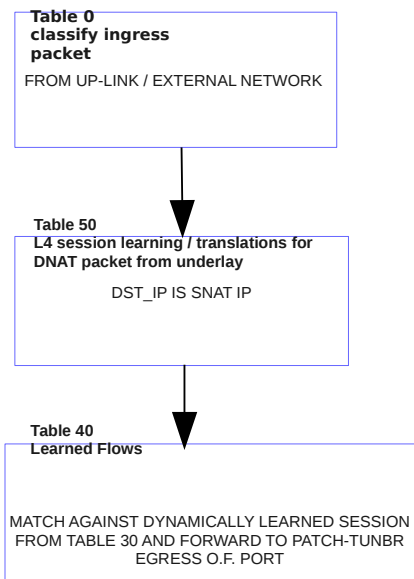 Table 0
classify ingress
packet
FROM UP-LINK / EXTERNAL NETWORK
Table 50
L4 session learning / translations for
DNAT packet from underlay
DST_IP IS SNAT IP
Table 40
Learned Flows
MATCH AGAINST DYNAMICALLY LEARNED SESSION
FROM TABLE 30 AND FORWARD TO PATCH-TUNBR
EGRESS O.F. PORT